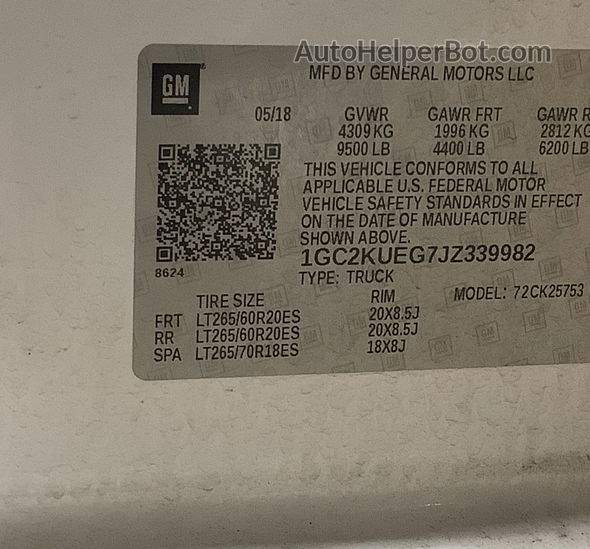 AutoHelperBot.com
MFD BY GENERAL MOTORS LLC
GM
05/18 GVWR GAWR FRT GAWR R
4309 KG 1996 KG 2812 KG
9500 LB 4400 LB 6200 LB
THIS VEHICLE CONFORMS TO ALL
APPLICABLE U.S. FEDERAL MOTOR
VEHICLE SAFETY STANDARDS IN EFFECT
ON THE DATE OF MANUFACTURE
SHOWN ABOVE.
1GC2KUEG7JZ339982
8624
TYPE: TRUCK
TIRE SIZE RIM MODEL: 72CK25753
FRT LT265/60R20ES 20X8.5J
RR LT265/60R20ES 20X8.5J
SPA LT265/70R18ES 18X8J